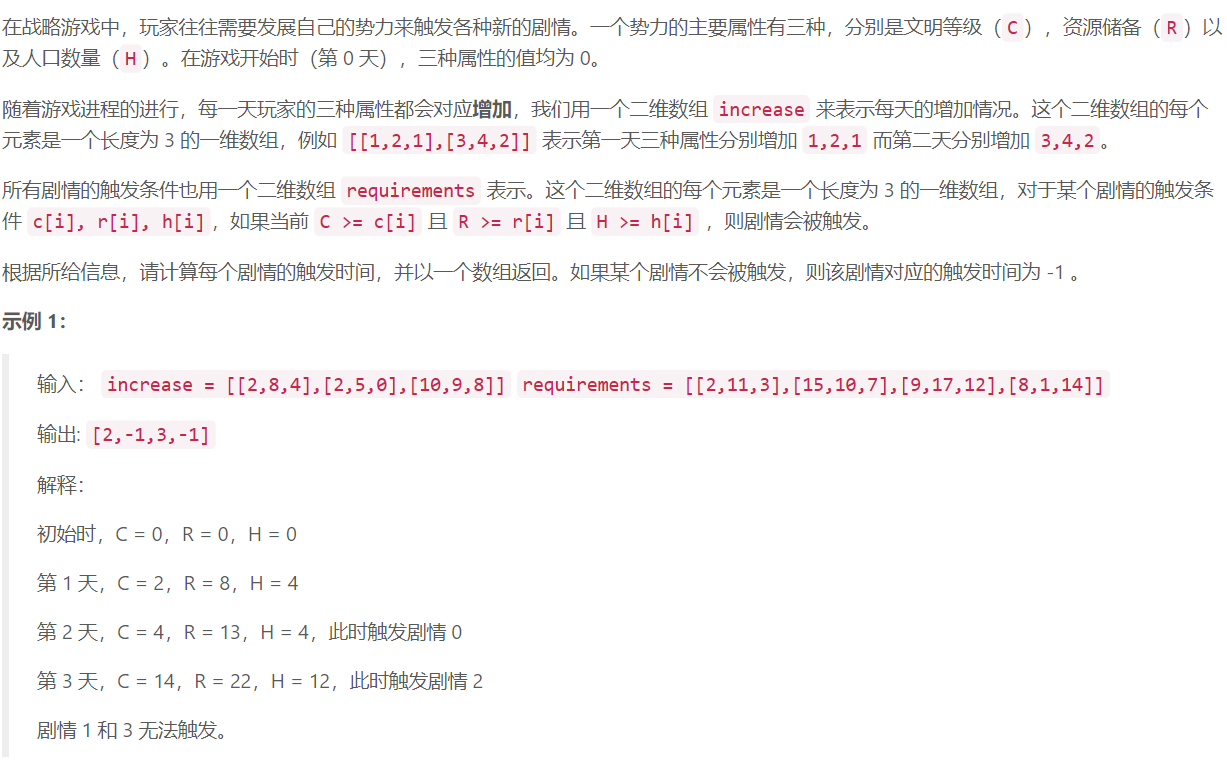 在战略游戏中，玩家往往需要发展自己的势力来触发各种新的剧情。一个势力的主要属性有三种，分别是文明等级（C），资源储备（R）以
及人口数量（H）。在游戏开始时（第 0 天），三种属性的值均为 0。
随着游戏进程的进行，每一天玩家的三种属性都会对应增加，我们用一个二维数组 increase 来表示每天的增加情况。这个二维数组的每个
元素是一个长度为 3 的一维数组，例如 [[1,2,1],[3,4,2]] 表示第一天三种属性分别增加 1,2,1 而第二天分别增加 3,4,2。
所有剧情的触发条件也用一个二维数组 requirements 表示。这个二维数组的每个元素是一个长度为 3 的一维数组，对于某个剧情的触发条
件 c[i], r[i], h[i]，如果当前 C >= c[i] 且 R >= r[i] 且 H >= h[i] ，则剧情会被触发。
根据所给信息，请计算每个剧情的触发时间，并以一个数组返回。如果某个剧情不会被触发，则该剧情对应的触发时间为 -1 。
示例 1：
输入： increase = [[2,8,4],[2,5,0],[10,9,8]] requirements = [[2,11,3],[15,10,7],[9,17,12],[8,1,14]]
输出: [2,-1,3,-1]
解释：
初始时，C = 0，R = 0，H = 0
第 1 天，C = 2，R = 8，H = 4
第 2 天，C = 4，R = 13，H = 4，此时触发剧情 0
第 3 天，C = 14，R = 22，H = 12，此时触发剧情 2
剧情 1 和 3 无法触发。